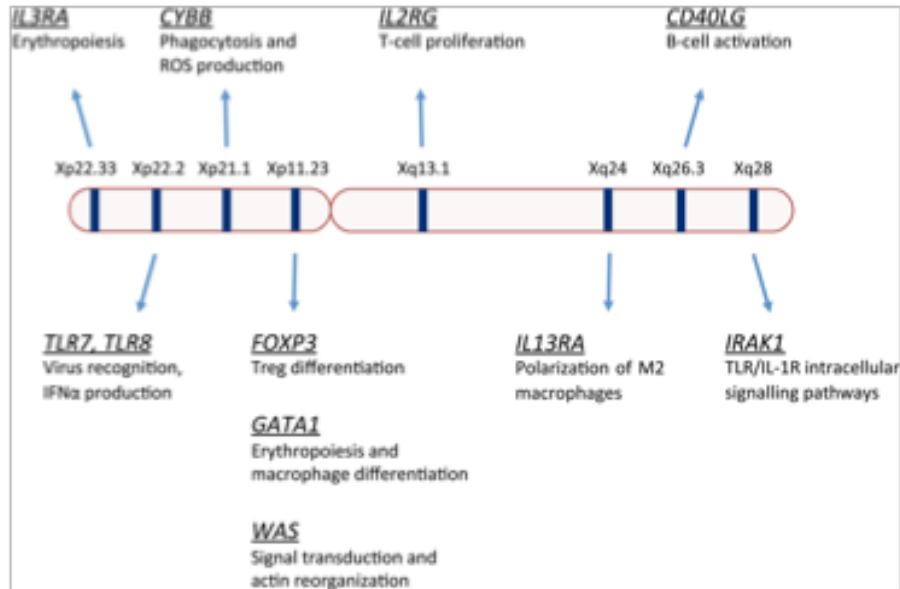 IL3RA
Erythropoiesis
CYBB
Phagocytosis and
ROS production
IL2RG
T-cell proliferation
CD40LG
B-cell activation
Xp22.33
Xp22.2
Xp21.1
Xp11.23
Xq13.1
Xq24
Xq26.3
Xq28
TLR7, TLR8
Virus recognition,
IFNα production
FOXP3
Treg differentiation
GATA1
Erythropoiesis and
macrophage differentiation
WAS
Signal transduction and
actin reorganization
IL13RA
Polarization of M2
macrophages
IRAK1
TLR/IL-1R intracellular
signalling pathways